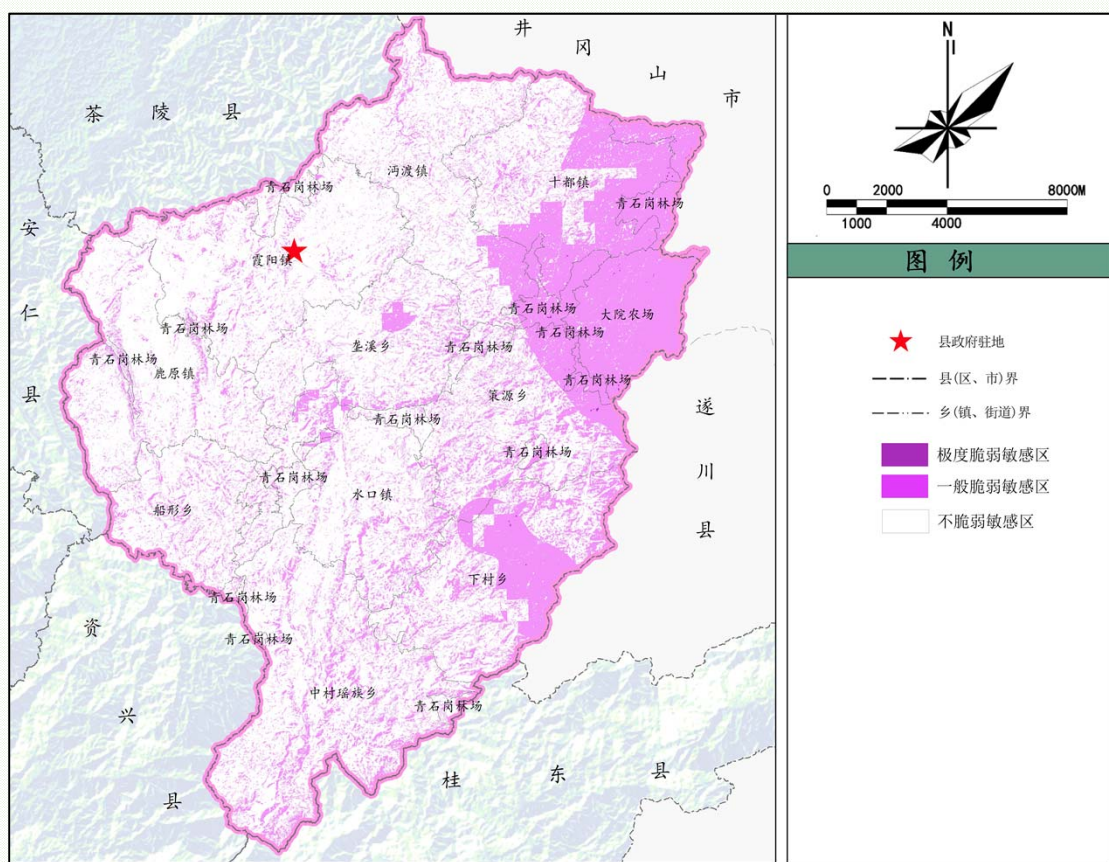 井
冈
山
市
茶
陵
县
沔渡镇
十都镇
青石岗林场
青石岗林场
安
仁
县
霞阳镇
青石岗林场
大院农场
青石岗林场
青石岗林场
青石岗林场
垄溪乡
青石岗林场
青石岗林场
鹿原镇
青石岗林场
策源乡
遂
川
县
青石岗林场
青石岗林场
青石岗林场
水口镇
船形乡
下村乡
青石岗林场
资
兴
县
青石岗林场
中村瑶族乡
青石岗林场
桂
东
县
N
0 2000 8000M
1000 4000
图 例
县政府驻地
县(区、市)界
乡(镇、街道)界
极度脆弱敏感区
一般脆弱敏感区
不脆弱敏感区